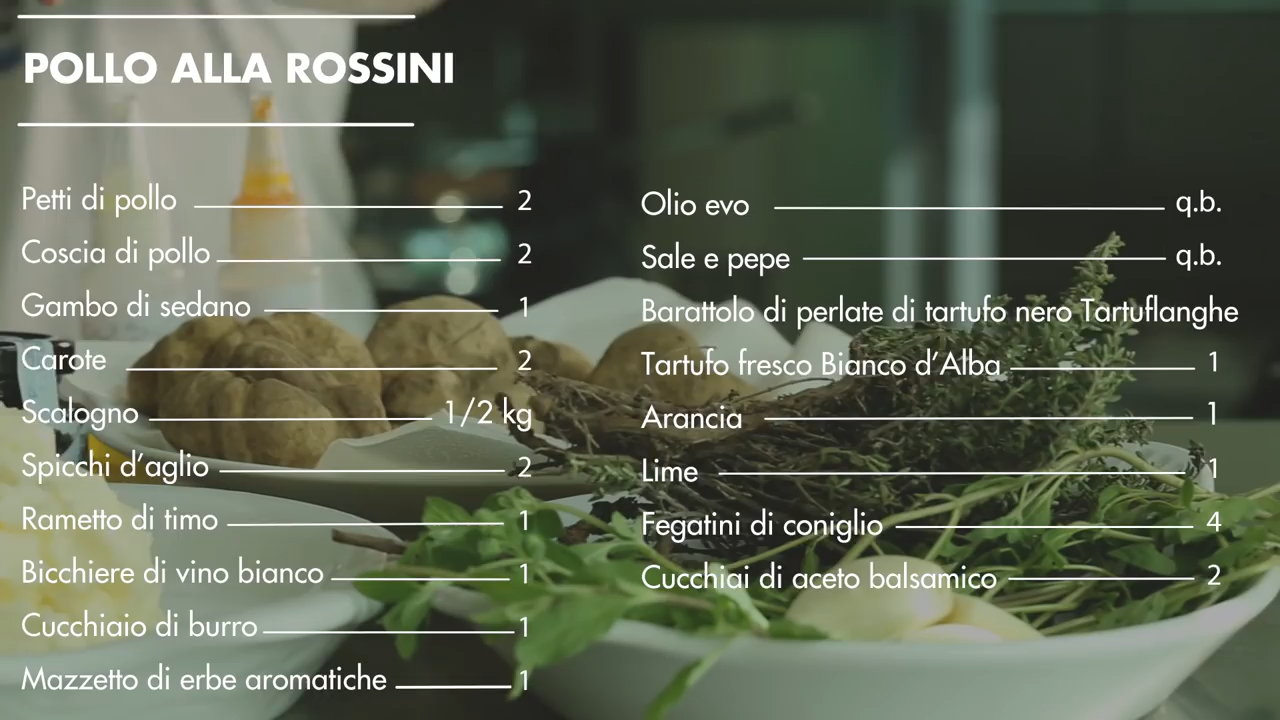 POLLO ALLA ROSSINI
Petti di pollo 2
Coscia di pollo 2
Gambo di sedano 1
Carote 2
Scalogno 1/2 kg
Spicchi d'aglio 2
Rametto di timo 1
Bicchiere di vino bianco 1
Cucchiaio di burro 1
Mazzetto di erbe aromatiche 1
Olio evo q.b.
Sale e pepe q.b.
Barattolo di perlate di tartufo nero Tartuflanghe
Tartufo fresco Bianco d'Alba 1
Arancia 1
Lime 1
Fegatini di coniglio 4
Cucchiai di aceto balsamico 2